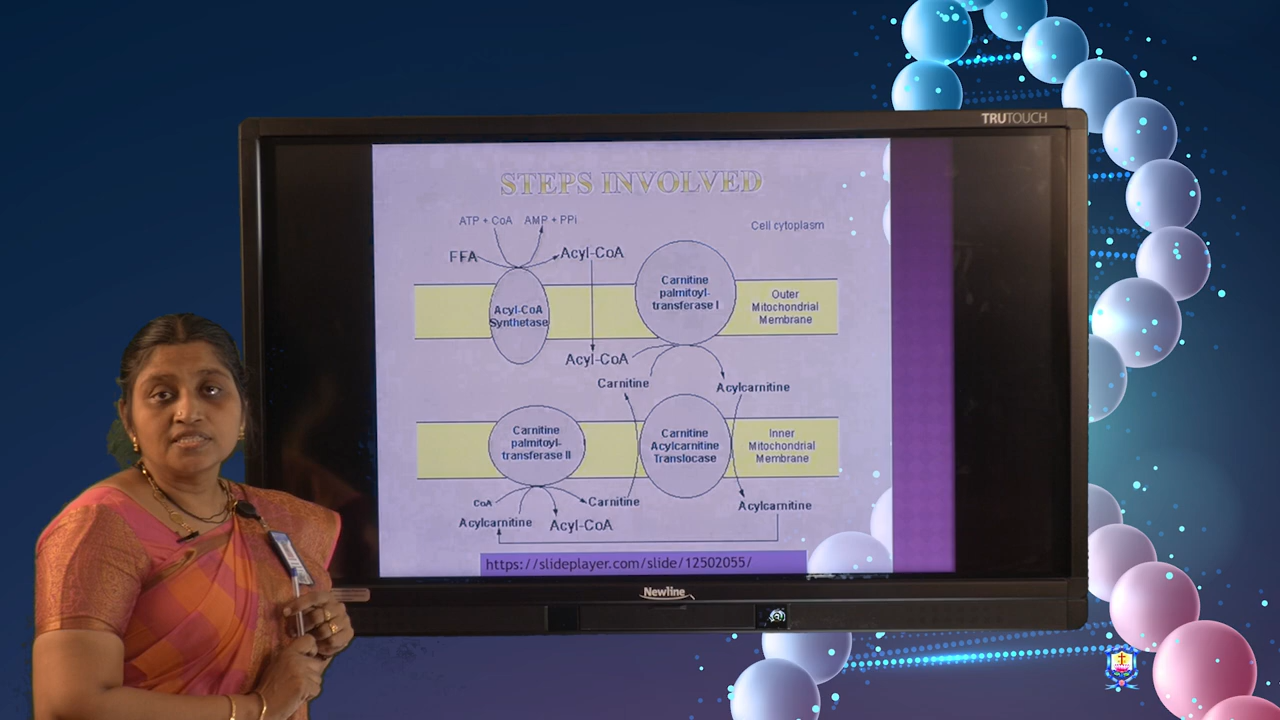 TRUTOUCH
STEPS INVOLVED
ATP + CoA
AMP + PPi
Cell cytoplasm
FFA
Acyl-CoA
Carnitine
palmitoyl-
transferase I
Outer
Mitochondrial
Membrane
Acyl-CoA
Synthetase
Acyl-CoA
Carnitine
Acylcarnitine
Carnitine
palmitoyl-
transferase II
Carnitine
Acylcarnitine
Translocase
Inner
Mitochondrial
Membrane
CoA
Carnitine
Acylcarnitine
Acylcarnitine
Acyl-CoA
https://slideplayer.com/slide/12502055/
Newline